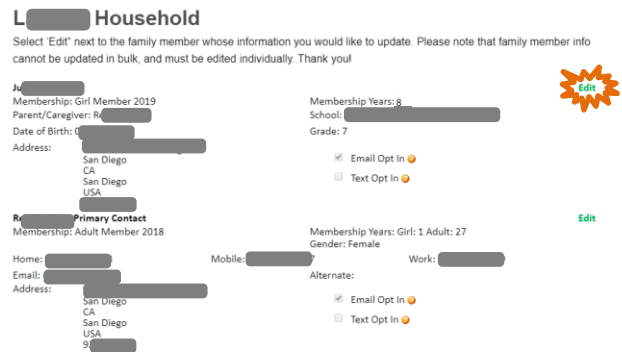 L Household
Select 'Edit" next to the family member whose information you would like to update. Please note that family member info
cannot be updated in bulk, and must be edited individually. Thank you!
Ju
Edit
Membership: Girl Member 2019
Membership Years: 8
Parent/Caregiver: Re
School:
Date of Birth: 0
Grade: 7
Address:
San Diego
CA
San Diego
USA
Email Opt In
Text Opt In
Re Primary Contact
Edit
Membership: Adult Member 2018
Membership Years: Girl: 1 Adult: 27
Gender: Female
Home:
Mobile:
Work:
Email:
Alternate:
Address:
San Diego
CA
San Diego
USA
92
Email Opt In
Text Opt In